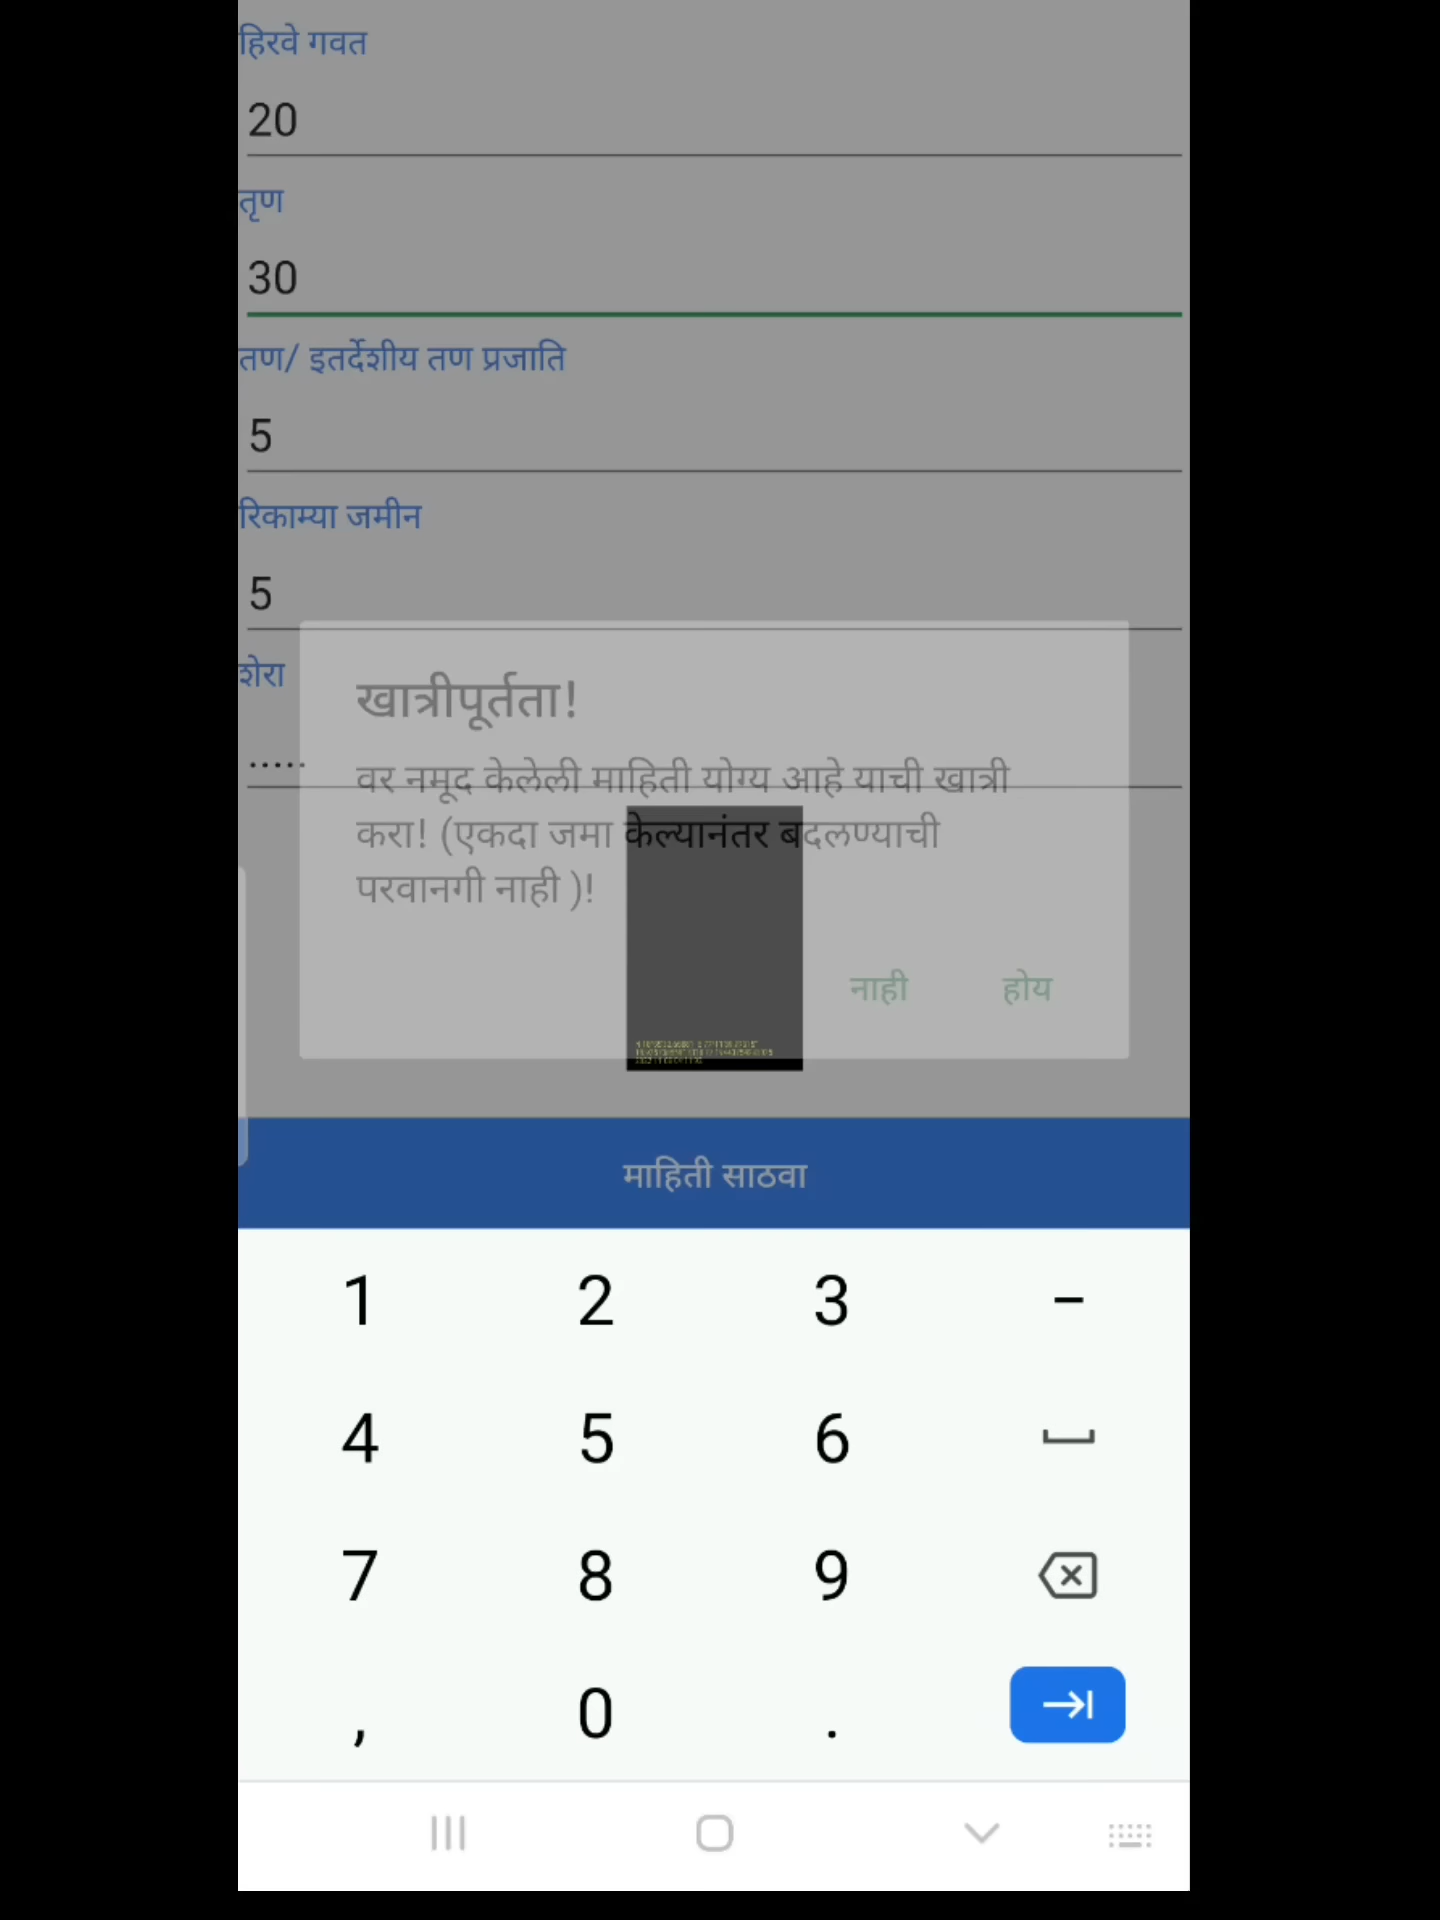 हिरवे गवत
20
तृण
30
तण/ इतर्देशीय तण प्रजाति
5
रिकाम्या जमीन
5
शेरा
.....
खात्रीपूर्तता!
वर नमूद केलेली माहिती योग्य आहे याची खात्री
करा! (एकदा जमा केल्यानंतर बदलण्याची
परवानगी नाही )!
नाही होय
माहिती साठवा
1 2 3 –
4 5 6
7 8 9
, 0 .